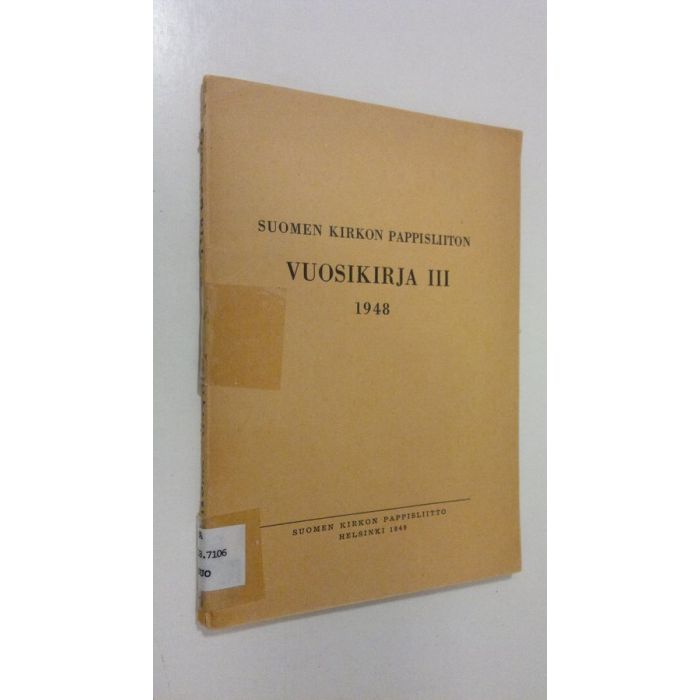 SUOMEN KIRKON PAPPISLIITON
VUOSIKIRJA III
1948
SUOMEN KIRKON PAPPISLIITTO
HELSINKI 1949